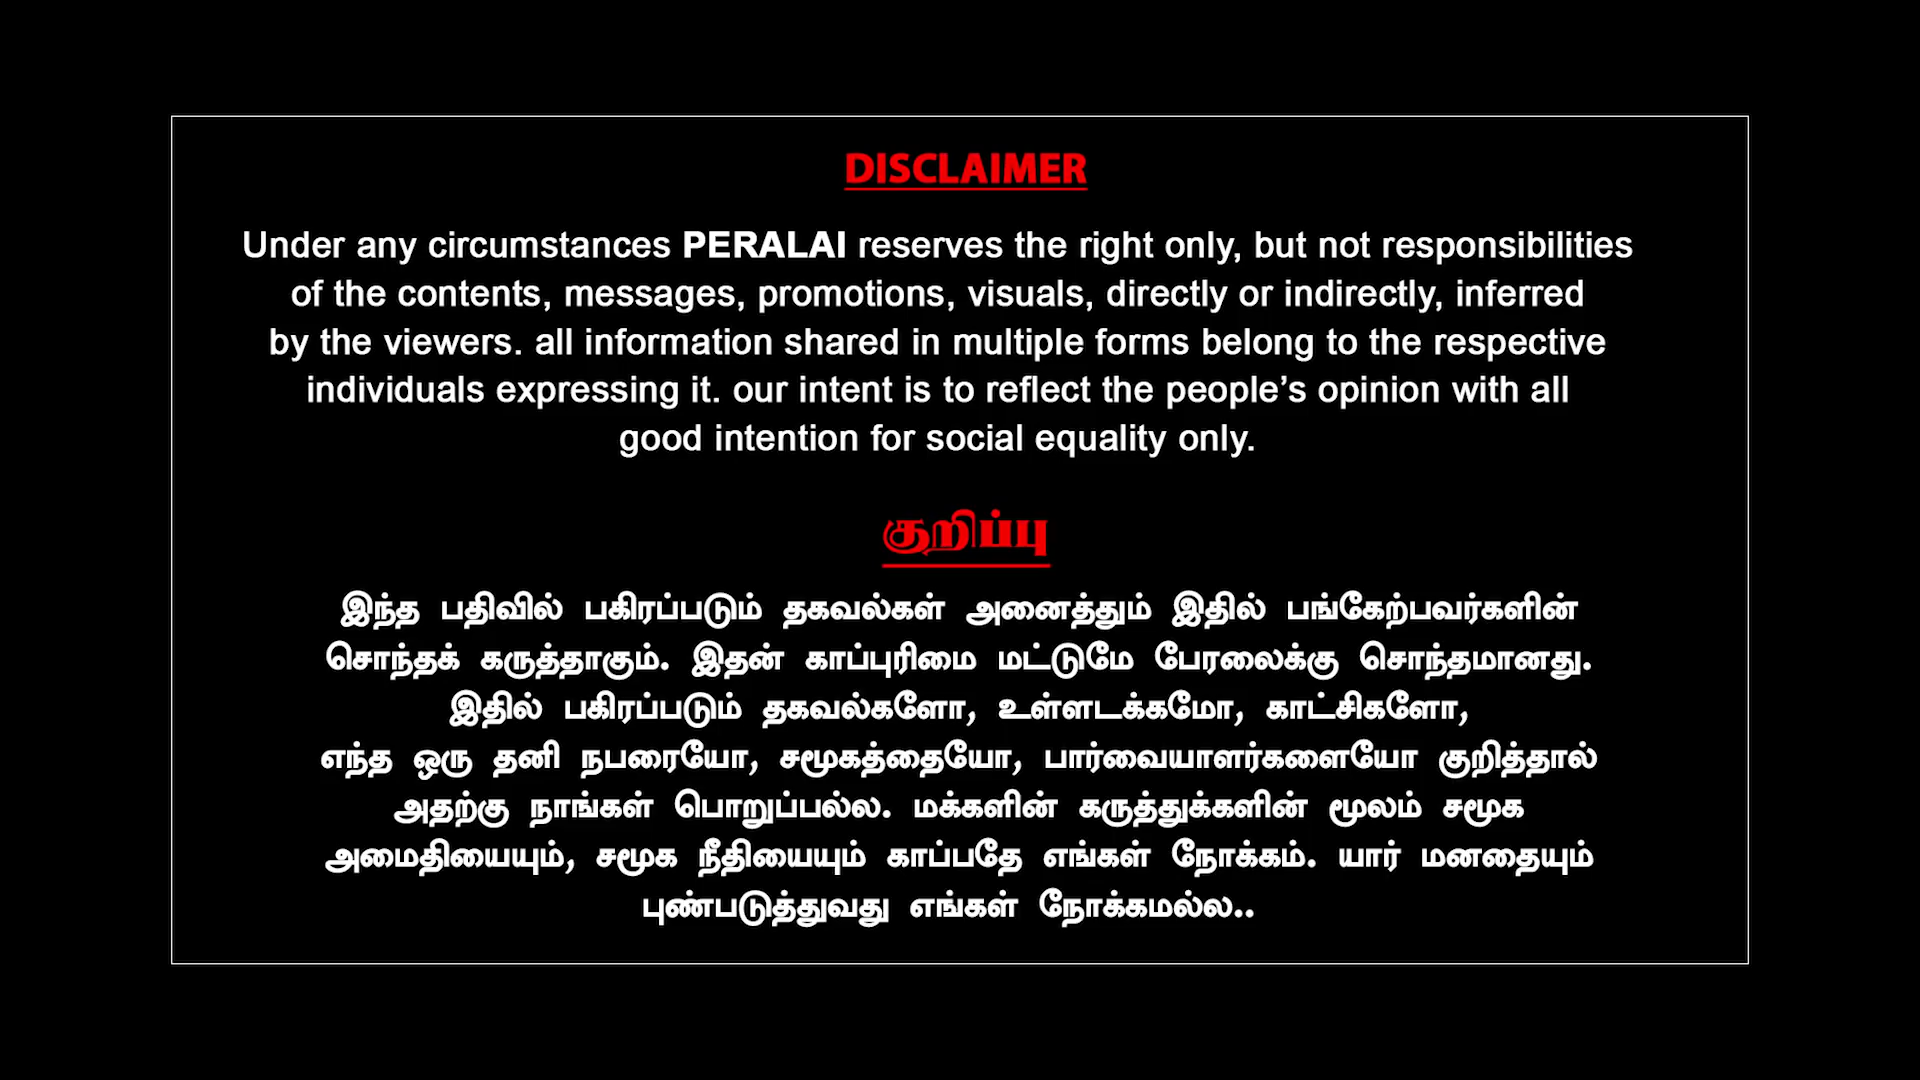 DISCLAIMER
Under any circumstances PERALAI reserves the right only, but not responsibilities
of the contents, messages, promotions, visuals, directly or indirectly, inferred
by the viewers. all information shared in multiple forms belong to the respective
individuals expressing it. our intent is to reflect the people’s opinion with all
good intention for social equality only.
குறிப்பு
இந்த பதிவில் பகிரப்படும் தகவல்கள் அனைத்தும் இதில் பங்கேற்பவர்களின்
சொந்தக் கருத்தாகும். இதன் காப்புரிமை மட்டுமே பேரலைக்கு சொந்தமானது.
இதில் பகிரப்படும் தகவல்களோ, உள்ளடக்கமோ, காட்சிகளோ,
எந்த ஒரு தனி நபரையோ, சமூகத்தையோ, பார்வையாளர்களையோ குறித்தால்
அதற்கு நாங்கள் பொறுப்பல்ல. மக்களின் கருத்துக்களின் மூலம் சமூக
அமைதியையும், சமூக நீதியையும் காப்பதே எங்கள் நோக்கம். யார் மனதையும்
புண்படுத்துவது எங்கள் நோக்கமல்ல..